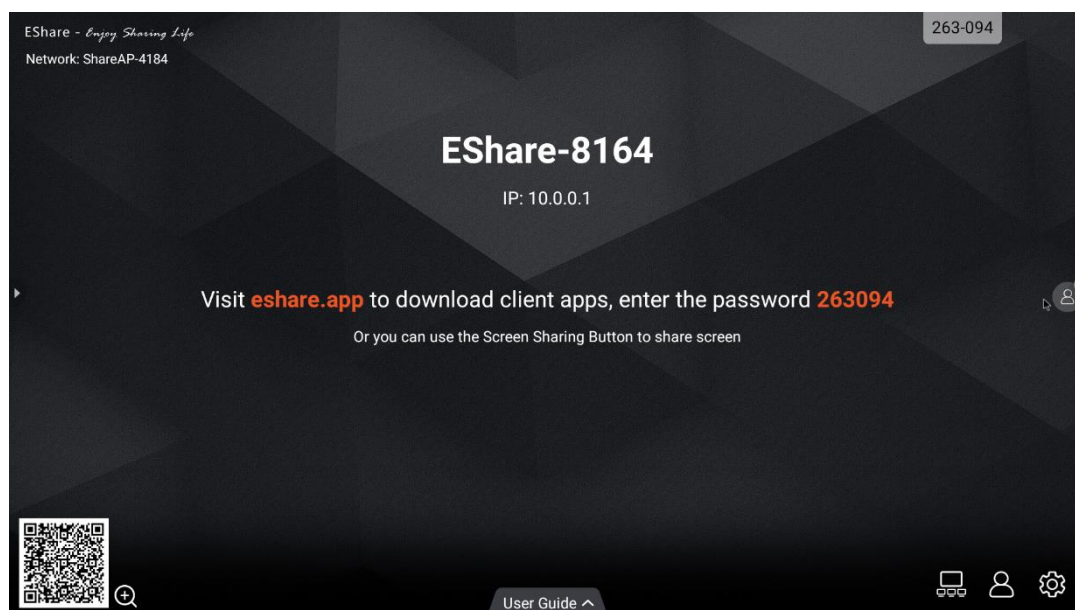 EShare - Enjoy Sharing Life
263-094
Network: ShareAP-4184
EShare-8164
IP: 10.0.0.1
Visit eshare.app to download client apps, enter the password 263094
Or you can use the Screen Sharing Button to share screen
User Guide